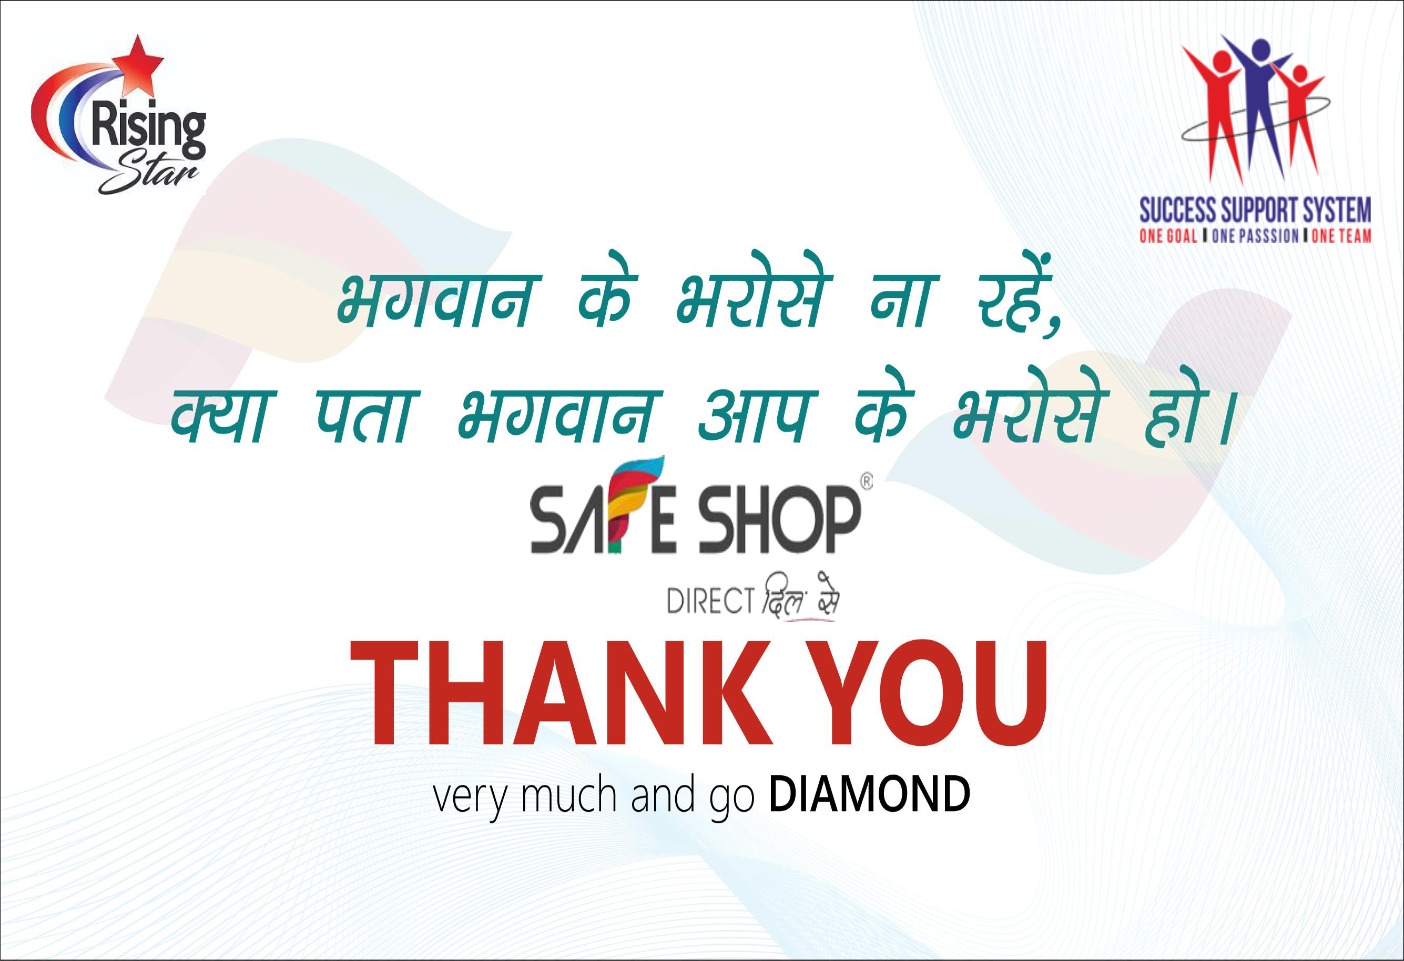 Rising
Star
SUCCESS SUPPORT SYSTEM
ONE GOAL I ONE PASSSION I ONE TEAM
भगवान के भरोसे ना रहें,
क्या पता भगवान आप के भरोसे हो।
SAFE SHOP®
DIRECT दिल से
THANK YOU
very much and go DIAMOND